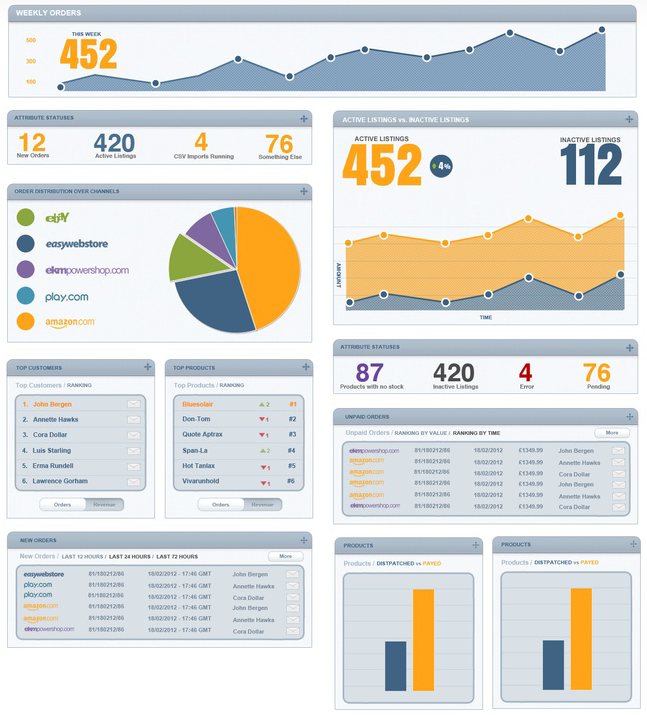 WEEKLY ORDERS
THIS WEEK
452
500
300
100
ATTRIBUTE STATUSES
12 420 4 76
New Orders Active Listings CSV Imports Running Something Else
ORDER DISTRIBUTION OVER CHANNELS
ebay
easywebstore
ekmpowershop.com
play.com
amazon.com
ACTIVE LISTINGS vs. INACTIVE LISTINGS
ACTIVE LISTINGS INACTIVE LISTINGS
452 4% 112
AMOUNT
TIME
ATTRIBUTE STATUSES
87 420 4 76
Products with no stock Inactive Listings Error Pending
TOP CUSTOMERS
Top Customers / RANKING
1. John Bergen
2. Annette Hawks
3. Cora Dollar
4. Luis Starling
5. Erma Rundell
6. Lawrence Gorham
Orders Revenue
TOP PRODUCTS
Top Products / RANKING
Bluesoleir 2 #1
Don-Tom 1 #2
Quote Aptrax 1 #3
Span-La 2 #4
Hot Tanlax 1 #5
Vivarunhold 1 #6
Orders Revenue
UNPAID ORDERS
Unpaid Orders / RANKING BY VALUE / RANKING BY TIME More
ekmpowershop.com 81/180212/86 18/02/2012 £1349.99 John Bergen
amazon.com 81/180212/86 18/02/2012 £1349.99 Annette Hawks
amazon.com 81/180212/86 18/02/2012 £1349.99 Cora Dollar
amazon.com 81/180212/86 18/02/2012 £1349.99 John Bergen
amazon.com 81/180212/86 18/02/2012 £1349.99 Annette Hawks
ekmpowershop.com 81/180212/86 18/02/2012 £1349.99 Cora Dollar
NEW ORDERS
New Orders / LAST 12 HOURS / LAST 24 HOURS / LAST 72 HOURS More
easywebstore 81/180212/86 18/02/2012 - 17:46 GMT John Bergen
play.com 81/180212/86 18/02/2012 - 17:46 GMT Annette Hawks
play.com 81/180212/86 18/02/2012 - 17:46 GMT Cora Dollar
amazon.com 81/180212/86 18/02/2012 - 17:46 GMT John Bergen
amazon.com 81/180212/86 18/02/2012 - 17:46 GMT Annette Hawks
ekmpowershop.com 81/180212/86 18/02/2012 - 17:46 GMT Cora Dollar
PRODUCTS
Products / DISTPATCHED vs PAYED
PRODUCTS
Products / DISTPATCHED vs PAYED